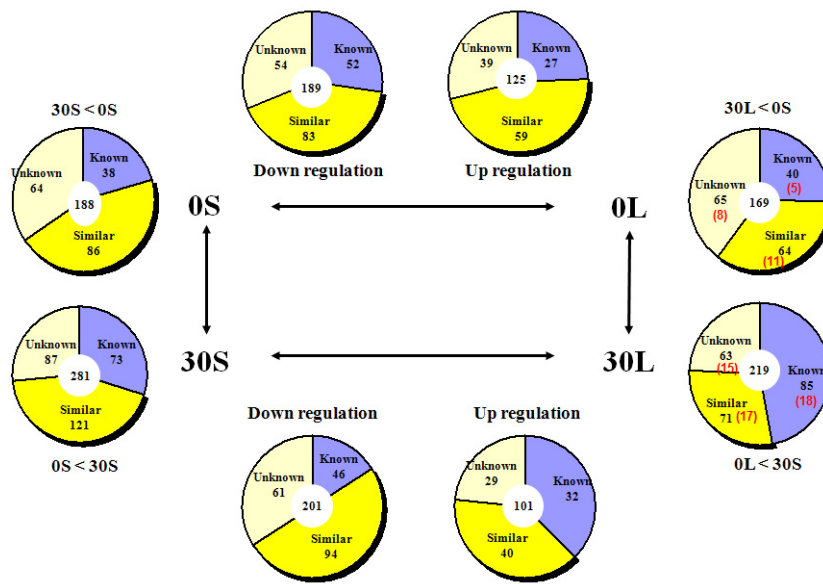 Unknown
54
Known
52
189
Similar
83
Down regulation
Unknown
39
Known
27
125
Similar
59
Up regulation
30S < 0S
Unknown
64
Known
38
188
Similar
86
0S
0L
30L < 0S
Known
40
(5)
Unknown
65
(8)
169
Similar
64
(11)
Unknown
87
Known
73
281
Similar
121
0S < 30S
30S
30L
Unknown
63
(15)
219
Known
85
(18)
Similar
71 (17)
0L < 30S
Down regulation
Unknown
61
Known
46
201
Similar
94
Up regulation
Unknown
29
Known
32
101
Similar
40